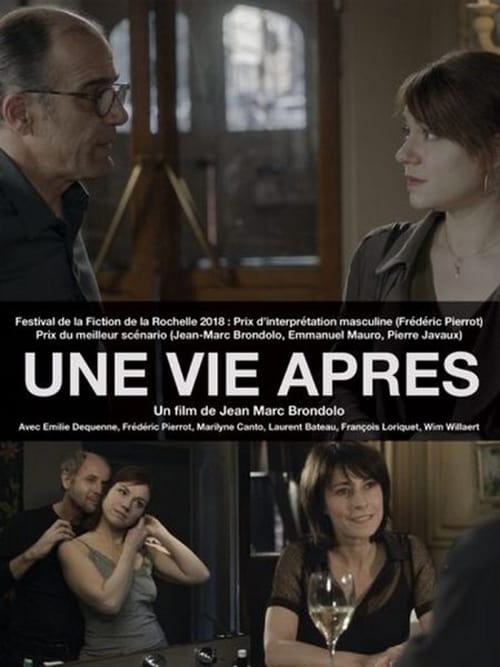 Festival de la Fiction de la Rochelle 2018 : Prix d'interprétation masculine (Frédéric Pierrot)
Prix du meilleur scénario (Jean-Marc Brondolo, Emmanuel Mauro, Pierre Javaux)
UNE VIE APRES
Un film de Jean Marc Brondolo
Avec Emilie Dequenne, Frédéric Pierrot, Marilyne Canto, Laurent Bateau, François Loriquet, Wim Willaert